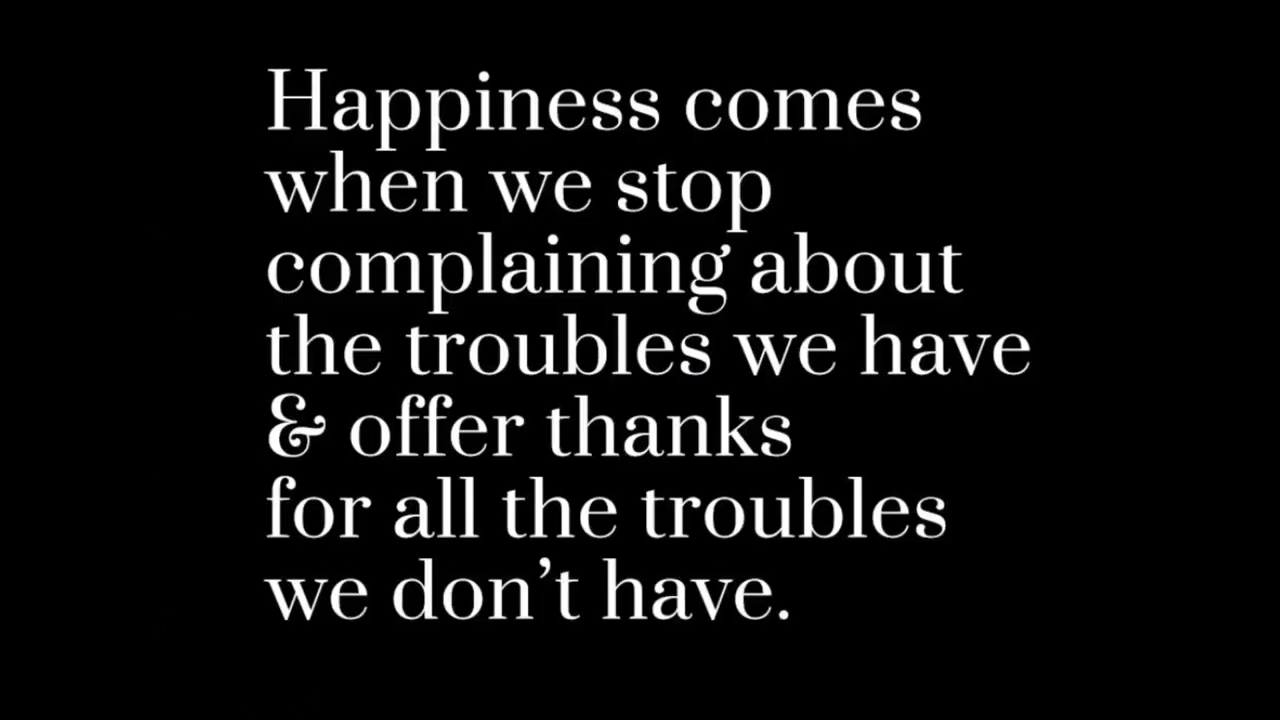 Happiness comes
when we stop
complaining about
the troubles we have
& offer thanks
for all the troubles
we don’t have.